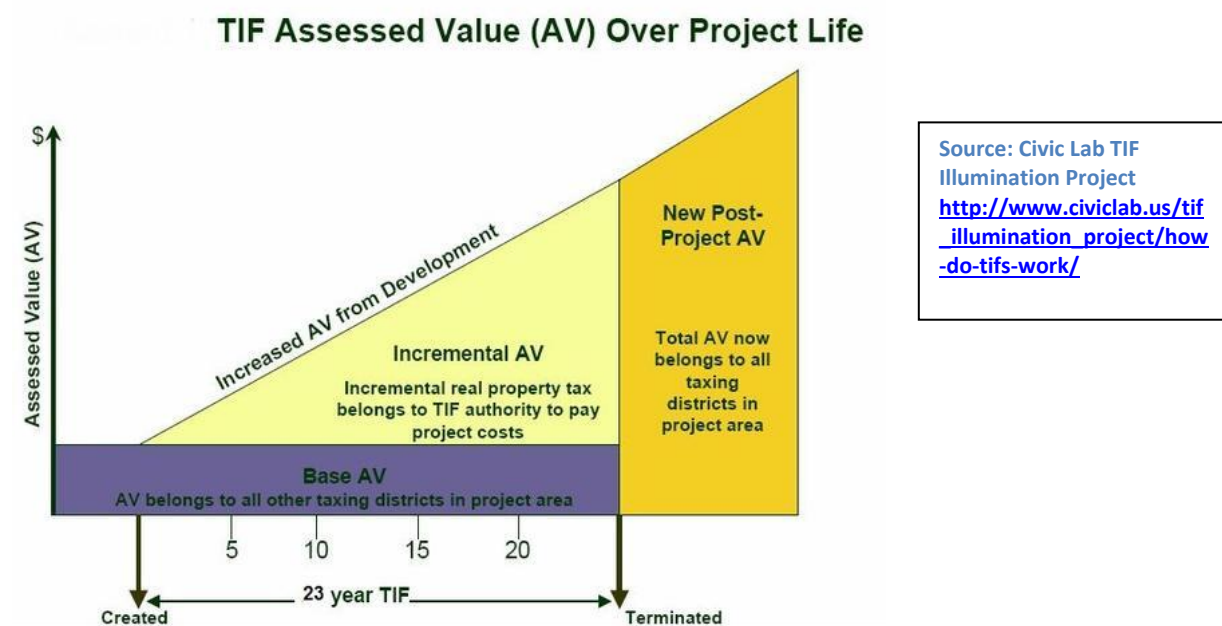 TIF Assessed Value (AV) Over Project Life
$
Assessed Value (AV)
Increased AV from Development
Incremental AV
Incremental real property tax
belongs to TIF authority to pay
project costs
Base AV
AV belongs to all other taxing districts in project area
New Post-
Project AV
Total AV now
belongs to all
taxing
districts in
project area
5
10
15
20
23 year TIF
Created
Terminated
Source: Civic Lab TIF
Illumination Project
http://www.civiclab.us/tif
_illumination_project/how
-do-tifs-work/